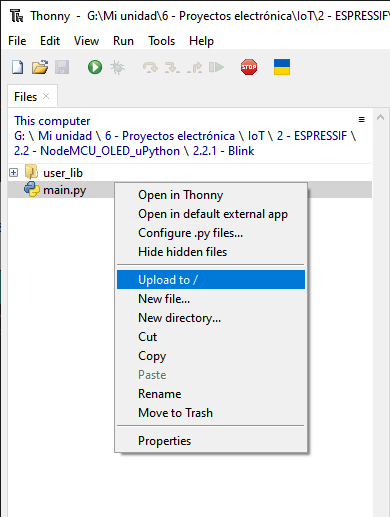 Thonny - G:\Mi unidad\6 - Proyectos electrónica\IoT\2 - ESPRESSIF\
File Edit View Run Tools Help
STOP
Files ×
This computer
G: \ Mi unidad \ 6 - Proyectos electrónica \ IoT \ 2 - ESPRESSIF \
2.2 - NodeMCU_OLED_uPython \ 2.2.1 - Blink
user_lib
main.py
Open in Thonny
Open in default external app
Configure .py files...
Hide hidden files
Upload to /
New file...
New directory...
Cut
Copy
Paste
Rename
Move to Trash
Properties